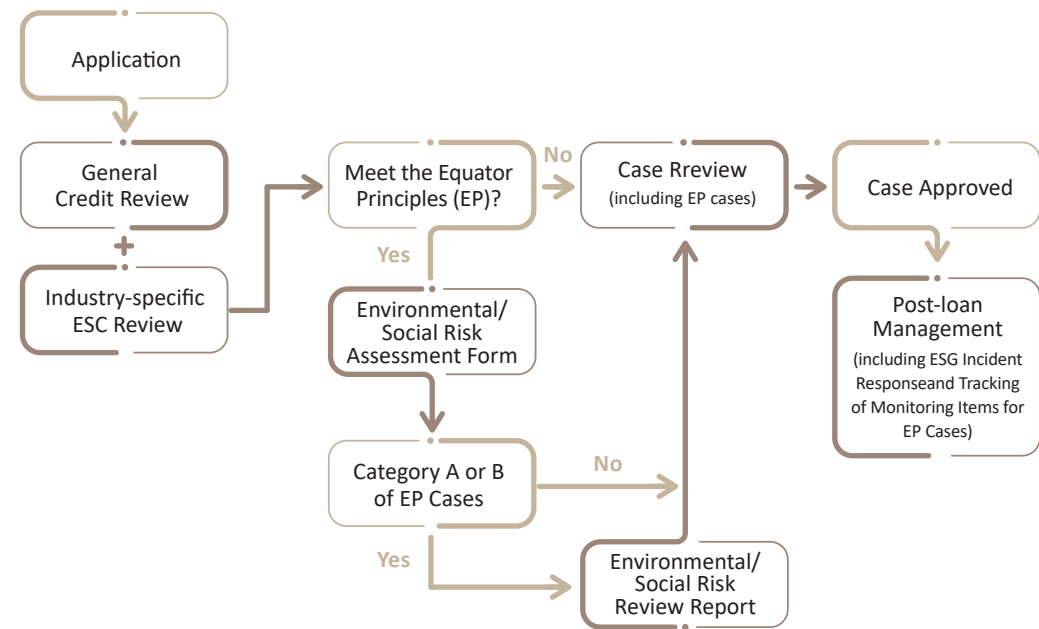 Application
General
Credit Review
+
Industry-specific
ESC Review
Meet the Equator
Principles (EP)?
No
Yes
Environmental/
Social Risk
Assessment Form
Category A or B
of EP Cases
No
Yes
Environmental/
Social Risk
Review Report
Case Rreview
(including EP cases)
Case Approved
Post-loan
Management
(including ESG Incident
Responseand Tracking
of Monitoring Items for
EP Cases)